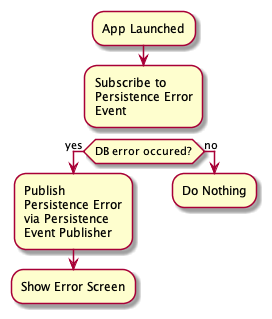 App Launched
Subscribe to
Persistence Error
Event
yes
DB error occured?
no
Publish
Persistence Error
via Persistence
Event Publisher
Do Nothing
Show Error Screen